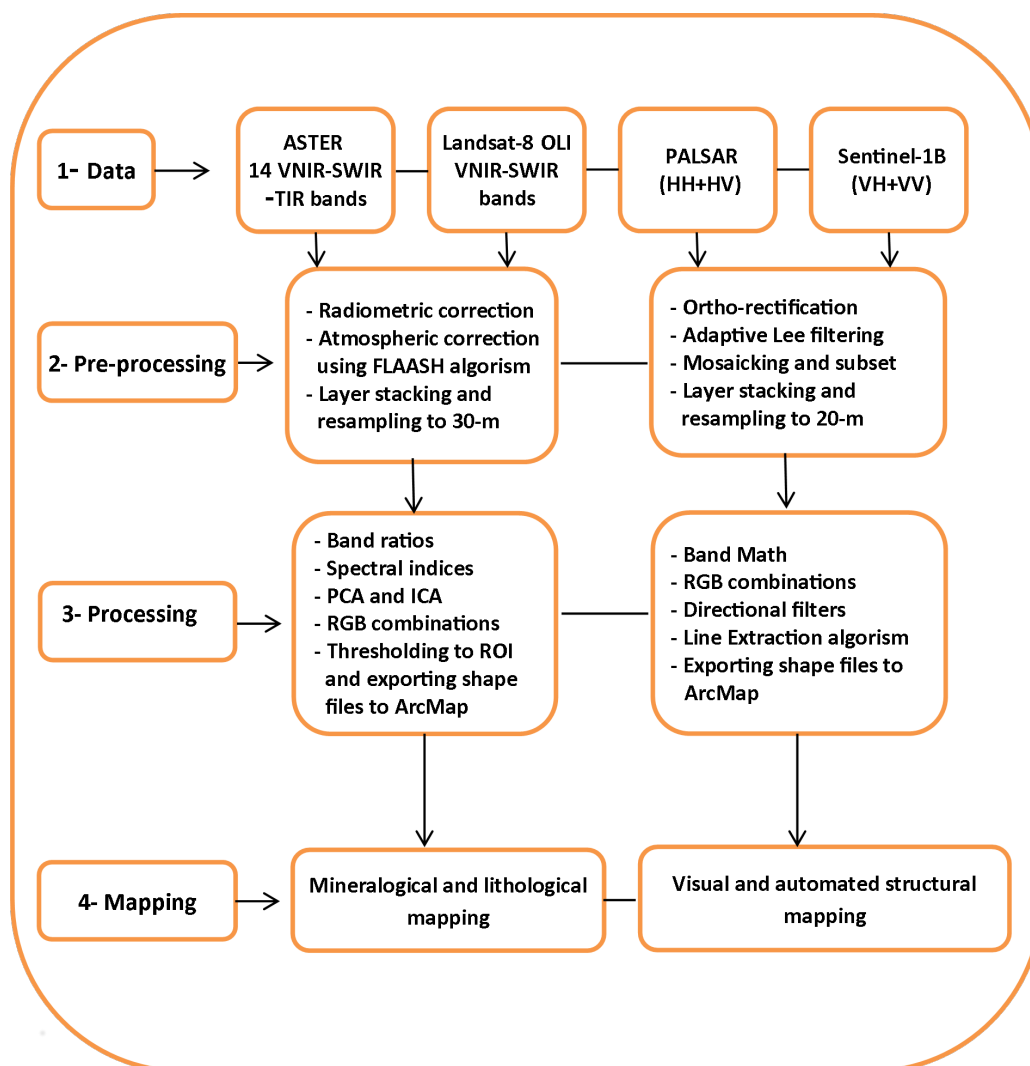 1- Data
ASTER
14 VNIR-SWIR
-TIR bands
Landsat-8 OLI
VNIR-SWIR
bands
PALSAR
(HH+HV)
Sentinel-1B
(VH+VV)
2- Pre-processing
- Radiometric correction
- Atmospheric correction
using FLAASH algorism
- Layer stacking and
resampling to 30-m
- Ortho-rectification
- Adaptive Lee filtering
- Mosaicking and subset
- Layer stacking and
resampling to 20-m
3- Processing
- Band ratios
- Spectral indices
- PCA and ICA
- RGB combinations
- Thresholding to ROI
and exporting shape
files to ArcMap
- Band Math
- RGB combinations
- Directional filters
- Line Extraction algorism
- Exporting shape files to
ArcMap
4- Mapping
Mineralogical and lithological
mapping
Visual and automated structural
mapping